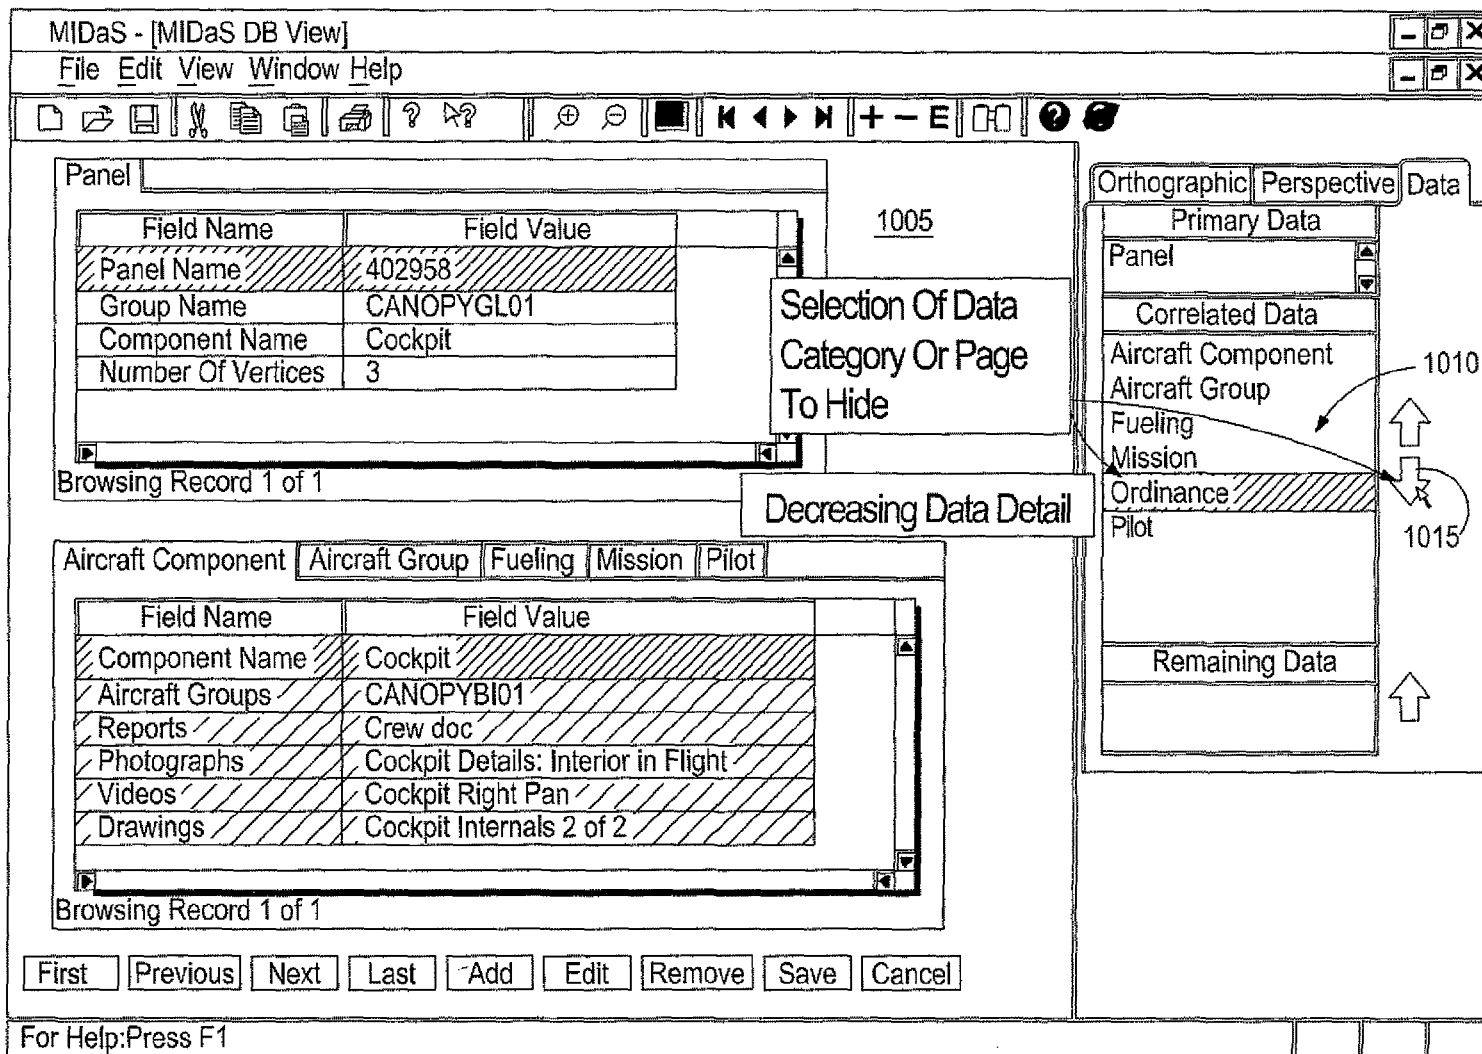 MIDaS - [MIDaS DB View]
File Edit View Window Help
? ? + - E ?
Panel
Field Name Field Value
Panel Name 402958
Group Name CANOPYGL01
Component Name Cockpit
Number Of Vertices 3
Browsing Record 1 of 1
1005
Selection Of Data
Category Or Page
To Hide
Decreasing Data Detail
Orthographic Perspective Data
Primary Data
Panel
Correlated Data
Aircraft Component
Aircraft Group
Fueling
Mission
Ordinance
Pilot
1010
1015
Remaining Data
Aircraft Component Aircraft Group Fueling Mission Pilot
Field Name Field Value
Component Name Cockpit
Aircraft Groups CANOPYBI01
Reports Crew doc
Photographs Cockpit Details: Interior in Flight
Videos Cockpit Right Pan
Drawings Cockpit Internals 2 of 2
Browsing Record 1 of 1
First Previous Next Last Add Edit Remove Save Cancel
For Help:Press F1